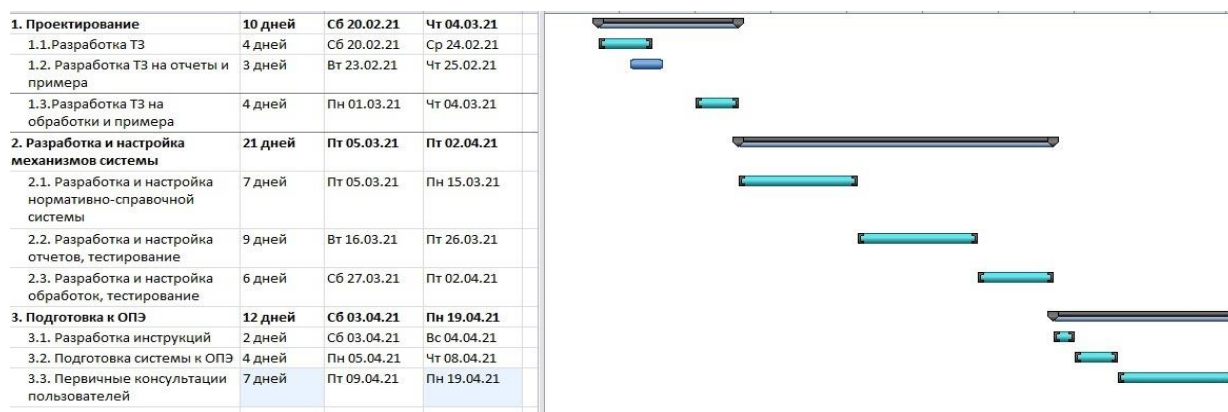 1. Проектирование 10 дней Сб 20.02.21 Чт 04.03.21
1.1.Разработка ТЗ 4 дней Сб 20.02.21 Ср 24.02.21
1.2. Разработка ТЗ на отчеты и 3 дней Вт 23.02.21 Чт 25.02.21
примера
1.3.Разработка ТЗ на 4 дней Пн 01.03.21 Чт 04.03.21
обработки и примера
2. Разработка и настройка 21 дней Пт 05.03.21 Пт 02.04.21
механизмов системы
2.1. Разработка и настройка 7 дней Пт 05.03.21 Пн 15.03.21
нормативно-справочной
системы
2.2. Разработка и настройка 9 дней Вт 16.03.21 Пт 26.03.21
отчетов, тестирование
2.3. Разработка и настройка 6 дней Сб 27.03.21 Пт 02.04.21
обработок, тестирование
3. Подготовка к ОПЭ 12 дней Сб 03.04.21 Пн 19.04.21
3.1. Разработка инструкций 2 дней Сб 03.04.21 Вс 04.04.21
3.2. Подготовка системы к ОПЭ 4 дней Пн 05.04.21 Чт 08.04.21
3.3. Первичные консультации 7 дней Пт 09.04.21 Пн 19.04.21
пользователей